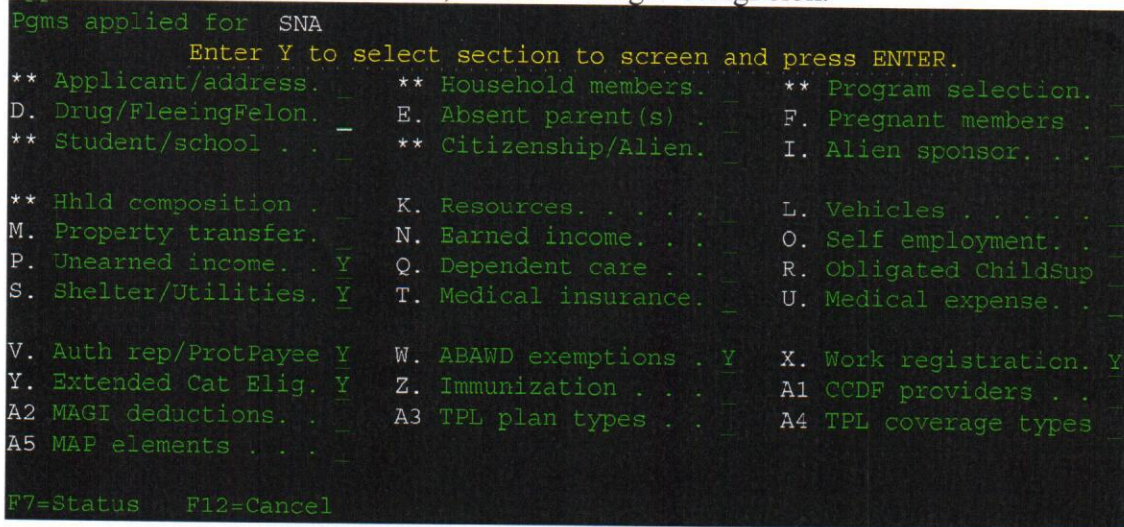 Pgms applied for SNA
Enter Y to select section to screen and press ENTER.
** Applicant/address. _ ** Household members. _ ** Program selection. _
D. Drug/FleeingFelon. _ E. Absent parent(s) . _ F. Pregnant members . _
** Student/school . . _ ** Citizenship/Alien. _ I. Alien sponsor. . . _
** Hhld composition . _ K. Resources. . . . . _ L. Vehicles . . . . . _
M. Property transfer. _ N. Earned income. . . _ O. Self employment. . _
P. Unearned income. . Y Q. Dependent care . . _ R. Obligated ChildSup _
S. Shelter/Utilities. Y T. Medical insurance. _ U. Medical expense. . _
V. Auth rep/ProtPayee Y W. ABAWD exemptions . Y X. Work registration. Y
Y. Extended Cat Elig. Y Z. Immunization . . . _ A1 CCDF providers . . _
A2 MAGI deductions. . _ A3 TPL plan types . . _ A4 TPL coverage types _
A5 MAP elements . . . _
F7=Status F12=Cancel